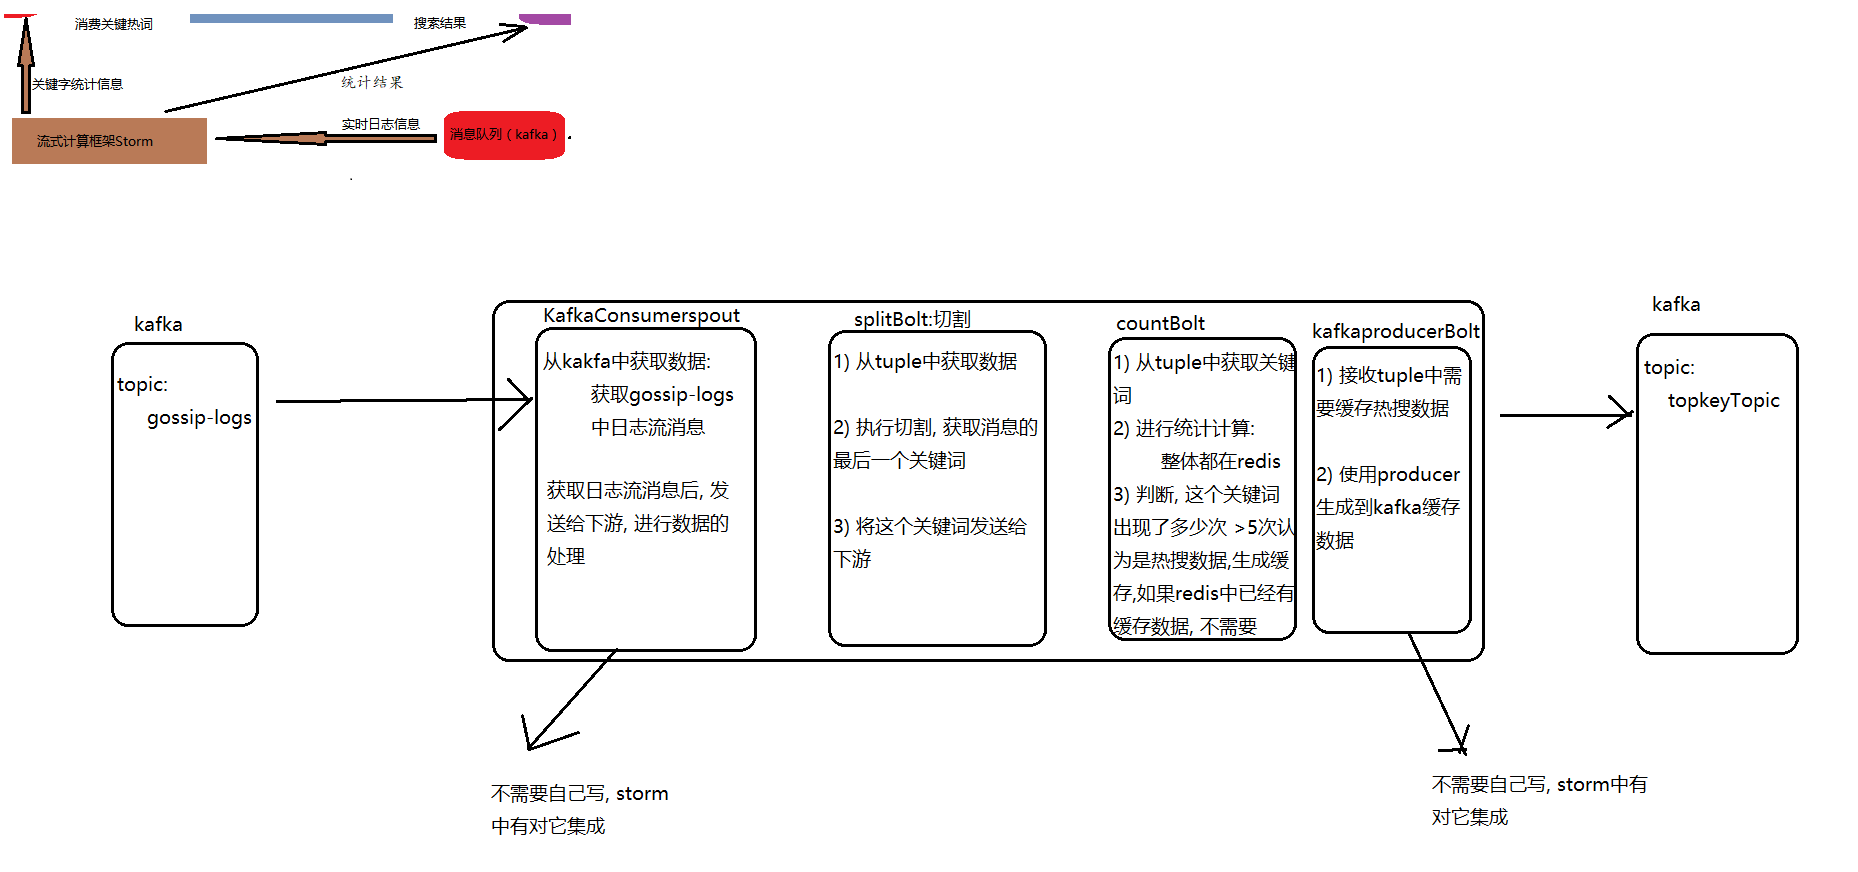 消费关键热词
搜索结果
关键字统计信息
统计结果
实时日志信息
流式计算框架Storm
消息队列（kafka）
kafka
topic:
gossip-logs
KafkaConsumerspout
从kakfa中获取数据:
获取gossip-logs
中日志流消息
获取日志流消息后, 发
送给下游, 进行数据的
处理
splitBolt:切割
1) 从tuple中获取数据
2) 执行切割, 获取消息的
最后一个关键词
3) 将这个关键词发送给
下游
countBolt
1) 从tuple中获取关键
词
2) 进行统计计算:
整体都在redis
3) 判断, 这个关键词
出现了多少次 >5次认
为是热搜数据,生成缓
存,如果redis中已经有
缓存数据, 不需要
kafkaproducerBolt
1) 接收tuple中需
要缓存热搜数据
2) 使用producer
生成到kafka缓存
数据
kafka
topic:
topkeyTopic
不需要自己写, storm
中有对它集成
不需要自己写, storm中有
对它集成